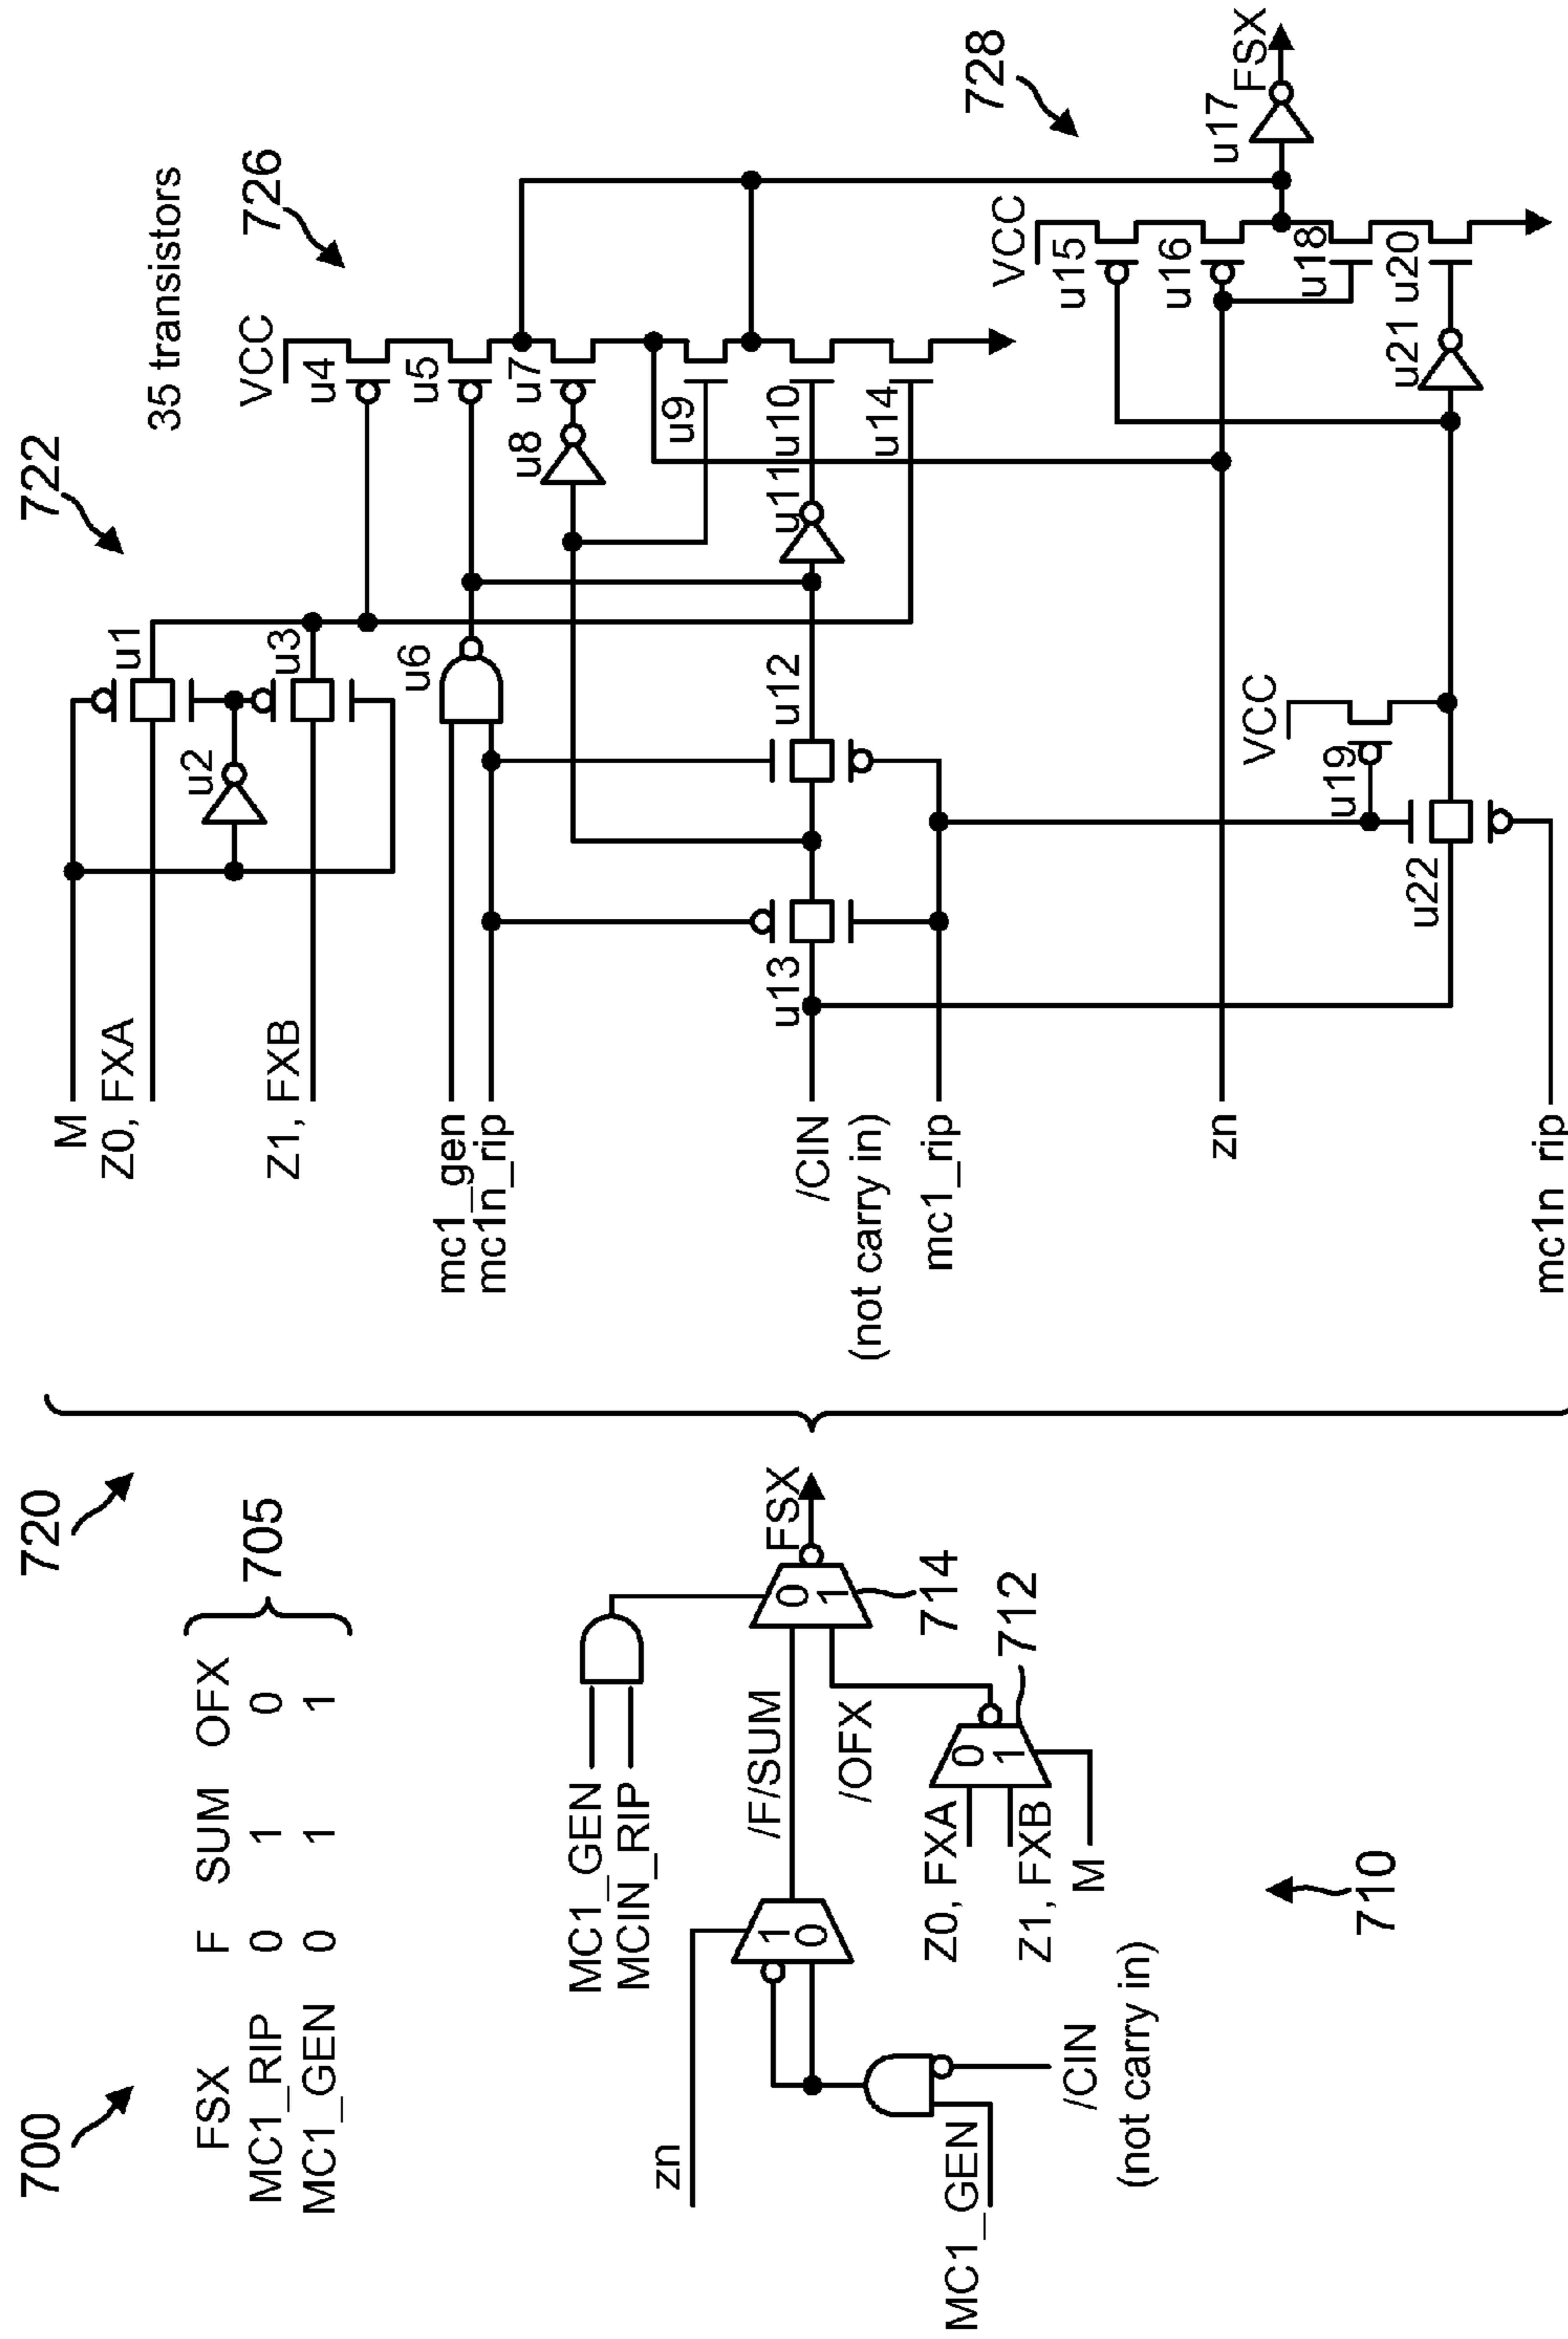 700
FSX F SUM OFX
MC1_RIP 0 1 0
MC1_GEN 0 1 1
705
720
zn
MC1_GEN
/CIN
(not carry in)
1
0
/F/SUM
MC1_GEN
MCIN_RIP
0
1
FSX
714
/OFX
0
1
712
Z0, FXA
Z1, FXB
M
710
722
35 transistors
726
728
M
Z0, FXA
Z1, FXB
mc1_gen
mc1n_rip
/CIN
(not carry in)
mc1_rip
zn
mc1n_rip
u1
u2
u3
VCC
u4
u5
u6
u7
u8
u9
u10
u11
u12
u13
u14
VCC
u15
u16
u17
FSX
u18
VCC
u19
u20
u21
u22